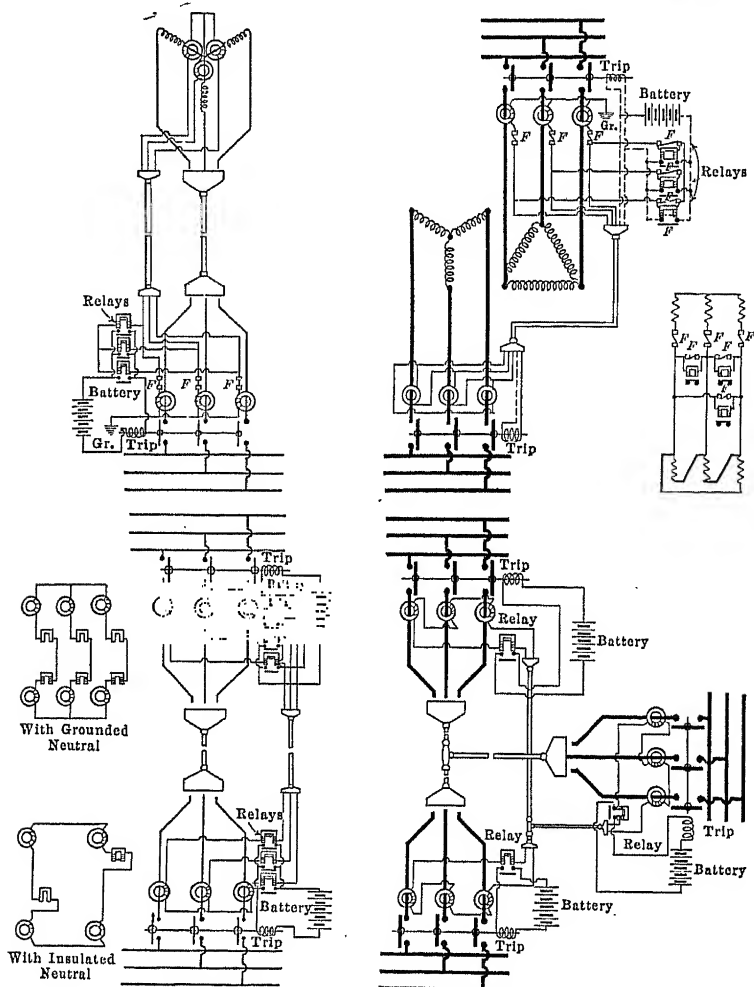 Relays
Battery
F
F
F
Gr.
Trip
Trip
Battery
Gr.
F
F
F
F
F
F
Relays
Trip
F
F
F
F
F
F
With Grounded
Neutral
With Insulated
Neutral
Trip
Relays
Battery
Trip
Trip
Relay
Battery
Relay
Battery
Trip
Relay
Trip
Battery